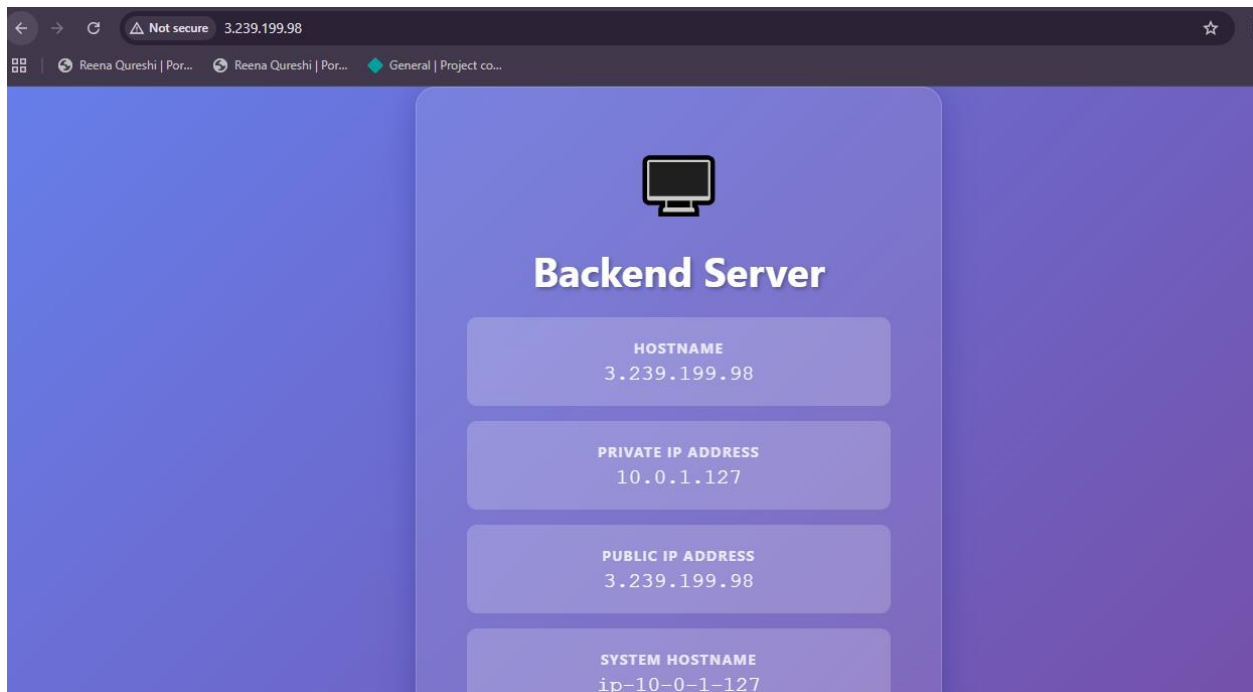 Not secure 3.239.199.98
Reena Qureshi | Por... Reena Qureshi | Por... General | Project co...
Backend Server
HOSTNAME
3.239.199.98
PRIVATE IP ADDRESS
10.0.1.127
PUBLIC IP ADDRESS
3.239.199.98
SYSTEM HOSTNAME
ip-10-0-1-127